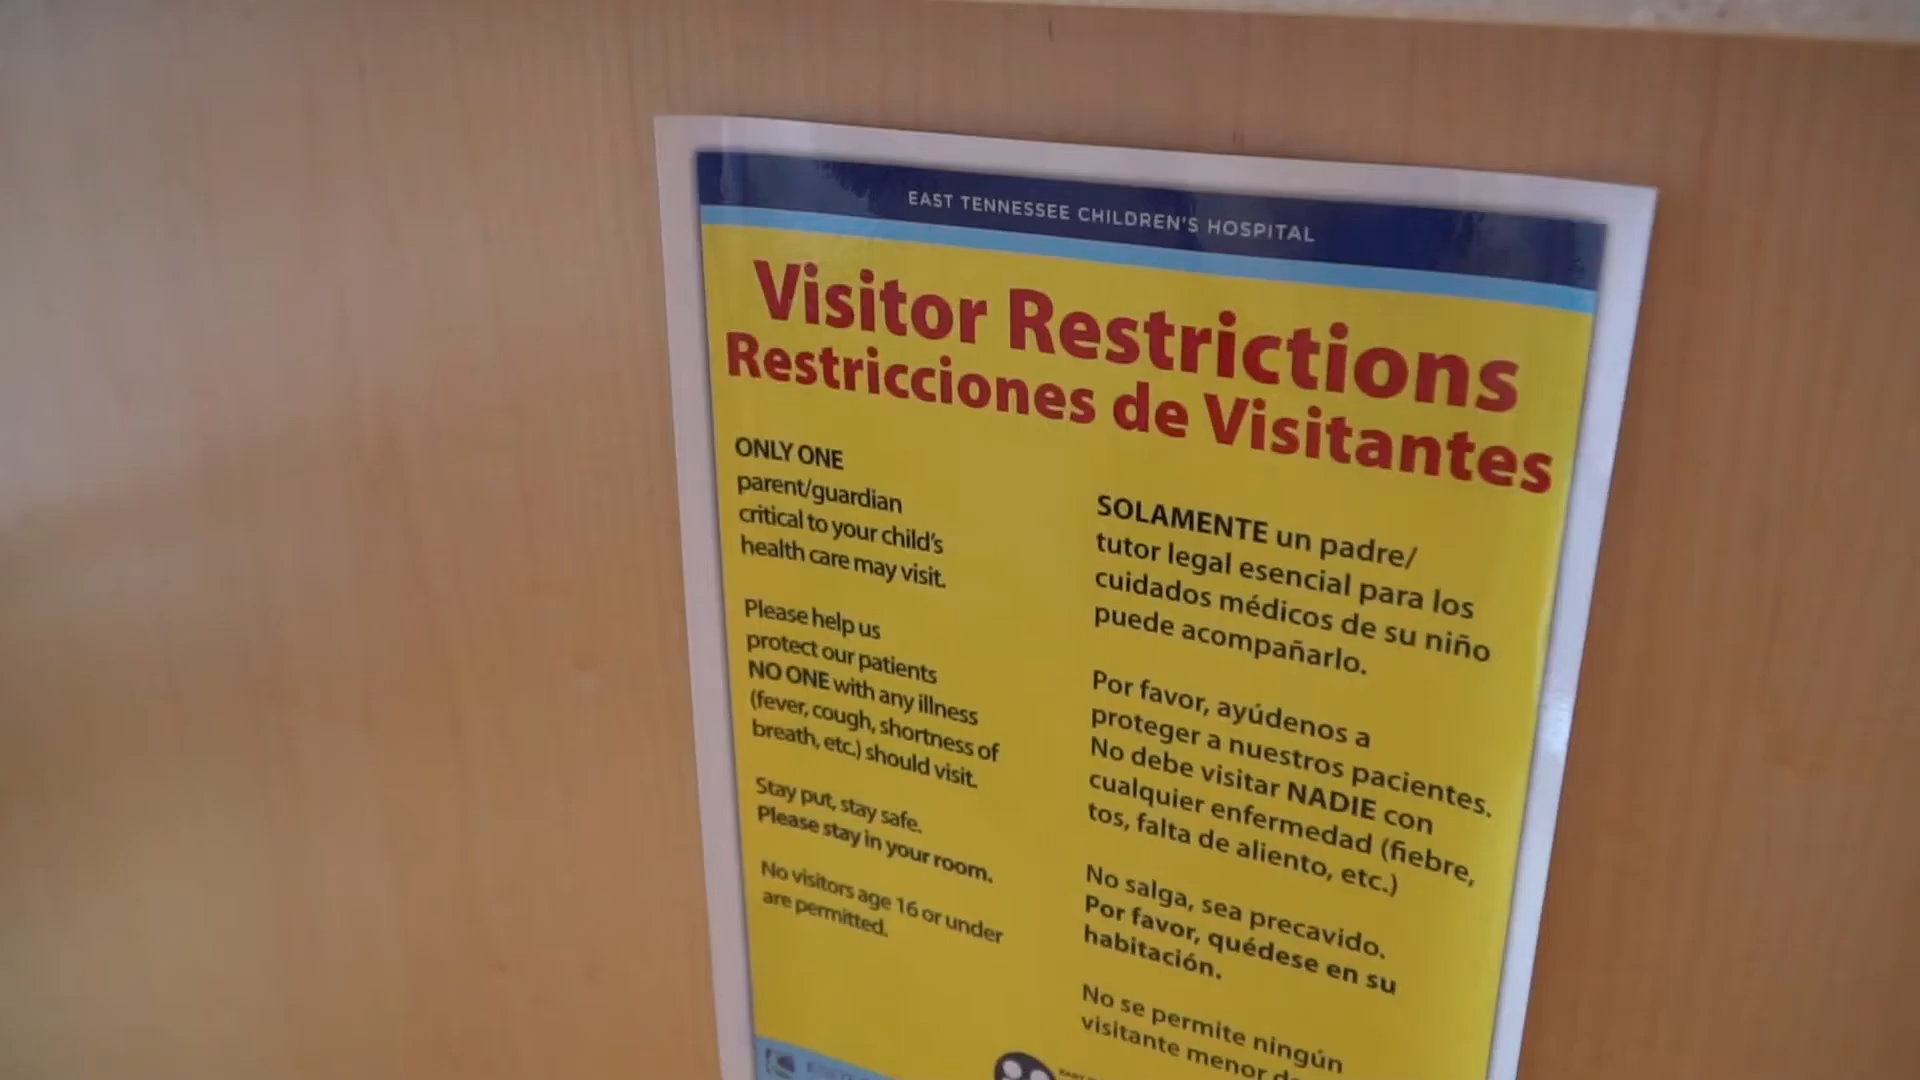 EAST TENNESSEE CHILDREN'S HOSPITAL
Visitor Restrictions
Restricciones de Visitantes
ONLY ONE
parent/guardian
critical to your child's
health care may visit.
Please help us
protect our patients
NO ONE with any illness
(fever, cough, shortness of
breath, etc.) should visit.
Stay put, stay safe.
Please stay in your room.
No visitors age 16 or under
are permitted.
SOLAMENTE un padre/
tutor legal esencial para los
cuidados médicos de su niño
puede acompañarlo.
Por favor, ayúdenos a
proteger a nuestros pacientes.
No debe visitar NADIE con
cualquier enfermedad (fiebre,
tos, falta de aliento, etc.)
No salga, sea precavido.
Por favor, quédese en su
habitación.
No se permite ningún
visitante menor